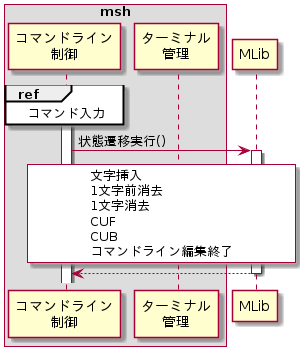 msh
コマンドライン
制御
ターミナル
管理
MLib
ref
コマンド入力
状態遷移実行()
文字挿入
1文字前消去
1文字消去
CUF
CUB
コマンドライン編集終了
コマンドライン
制御
ターミナル
管理
MLib